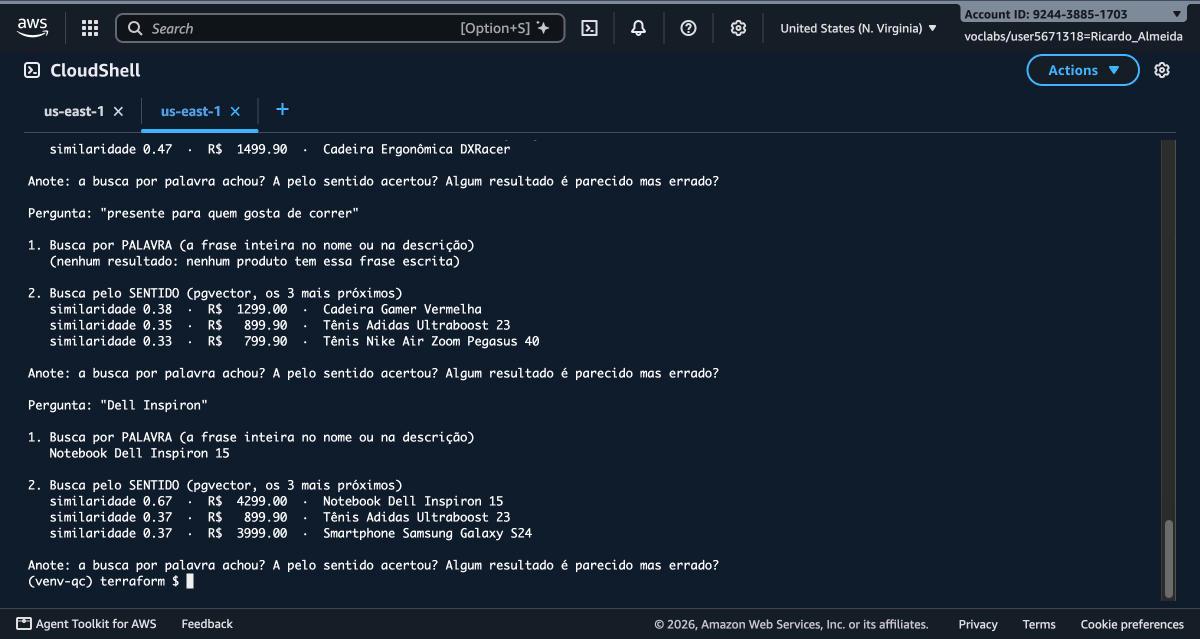 aws
Search
[Option+S]
United States (N. Virginia)
Account ID: 9244-3885-1703
voclabs/user5671318=Ricardo_Almeida
CloudShell
Actions
us-east-1
us-east-1
similaridade 0.47 · R$ 1499.90 · Cadeira Ergonômica DXRacer
Anote: a busca por palavra achou? A pelo sentido acertou? Algum resultado é parecido mas errado?
Pergunta: "presente para quem gosta de correr"
1. Busca por PALAVRA (a frase inteira no nome ou na descrição)
(nenhum resultado: nenhum produto tem essa frase escrita)
2. Busca pelo SENTIDO (pgvector, os 3 mais próximos)
similaridade 0.38 · R$ 1299.00 · Cadeira Gamer Vermelha
similaridade 0.35 · R$ 899.90 · Tênis Adidas Ultraboost 23
similaridade 0.33 · R$ 799.90 · Tênis Nike Air Zoom Pegasus 40
Anote: a busca por palavra achou? A pelo sentido acertou? Algum resultado é parecido mas errado?
Pergunta: "Dell Inspiron"
1. Busca por PALAVRA (a frase inteira no nome ou na descrição)
Notebook Dell Inspiron 15
2. Busca pelo SENTIDO (pgvector, os 3 mais próximos)
similaridade 0.67 · R$ 4299.00 · Notebook Dell Inspiron 15
similaridade 0.37 · R$ 899.90 · Tênis Adidas Ultraboost 23
similaridade 0.37 · R$ 3999.00 · Smartphone Samsung Galaxy S24
Anote: a busca por palavra achou? A pelo sentido acertou? Algum resultado é parecido mas errado?
(venv-qc) terraform $
Agent Toolkit for AWS
Feedback
© 2026, Amazon Web Services, Inc. or its affiliates.
Privacy
Terms
Cookie preferences